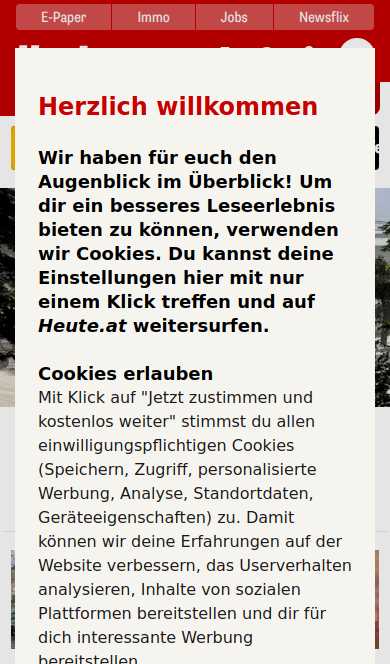 E-Paper
Immo
Jobs
Newsflix
Herzlich willkommen
Wir haben für euch den
Augenblick im Überblick! Um
dir ein besseres Leseerlebnis
bieten zu können, verwenden
wir Cookies. Du kannst deine
Einstellungen hier mit nur
einem Klick treffen und auf
Heute.at weitersurfen.
Cookies erlauben
Mit Klick auf "Jetzt zustimmen und
kostenlos weiter" stimmst du allen
einwilligungspflichtigen Cookies
(Speichern, Zugriff, personalisierte
Werbung, Analyse, Standortdaten,
Geräteeigenschaften) zu. Damit
können wir deine Erfahrungen auf der
Website verbessern, das Userverhalten
analysieren, Inhalte von sozialen
Plattformen bereitstellen und dir für
dich interessante Werbung
bereitstellen